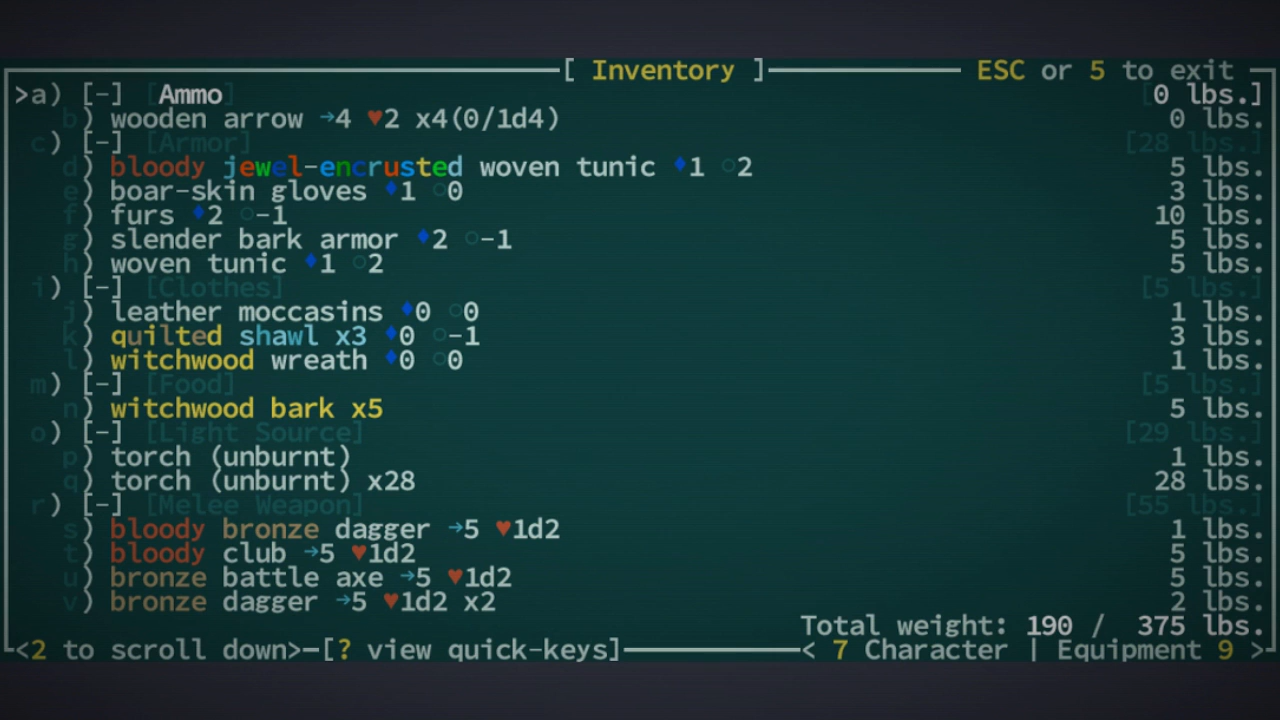 [ Inventory ] ESC or 5 to exit
>a) [-] [Ammo] [0 lbs.]
b) wooden arrow →4 ♥2 x4(0/1d4) 0 lbs.
c) [-] [Armor] [28 lbs.]
d) bloody jewel-encrusted woven tunic ♦1 ○2 5 lbs.
e) boar-skin gloves ♦1 ○0 3 lbs.
f) furs ♦2 ○-1 10 lbs.
g) slender bark armor ♦2 ○-1 5 lbs.
h) woven tunic ♦1 ○2 5 lbs.
i) [-] [Clothes] [5 lbs.]
j) leather moccasins ♦0 ○0 1 lbs.
k) quilted shawl x3 ♦0 ○-1 3 lbs.
l) witchwood wreath ♦0 ○0 1 lbs.
m) [-] [Food] [5 lbs.]
n) witchwood bark x5 5 lbs.
o) [-] [Light Source] [29 lbs.]
p) torch (unburnt) 1 lbs.
q) torch (unburnt) x28 28 lbs.
r) [-] [Melee Weapon] [55 lbs.]
s) bloody bronze dagger →5 ♥1d2 1 lbs.
t) bloody club →5 ♥1d2 5 lbs.
u) bronze battle axe →5 ♥1d2 5 lbs.
v) bronze dagger →5 ♥1d2 x2 2 lbs.
Total weight: 190 / 375 lbs.
<2 to scroll down> [? view quick-keys] < 7 Character | Equipment 9 >